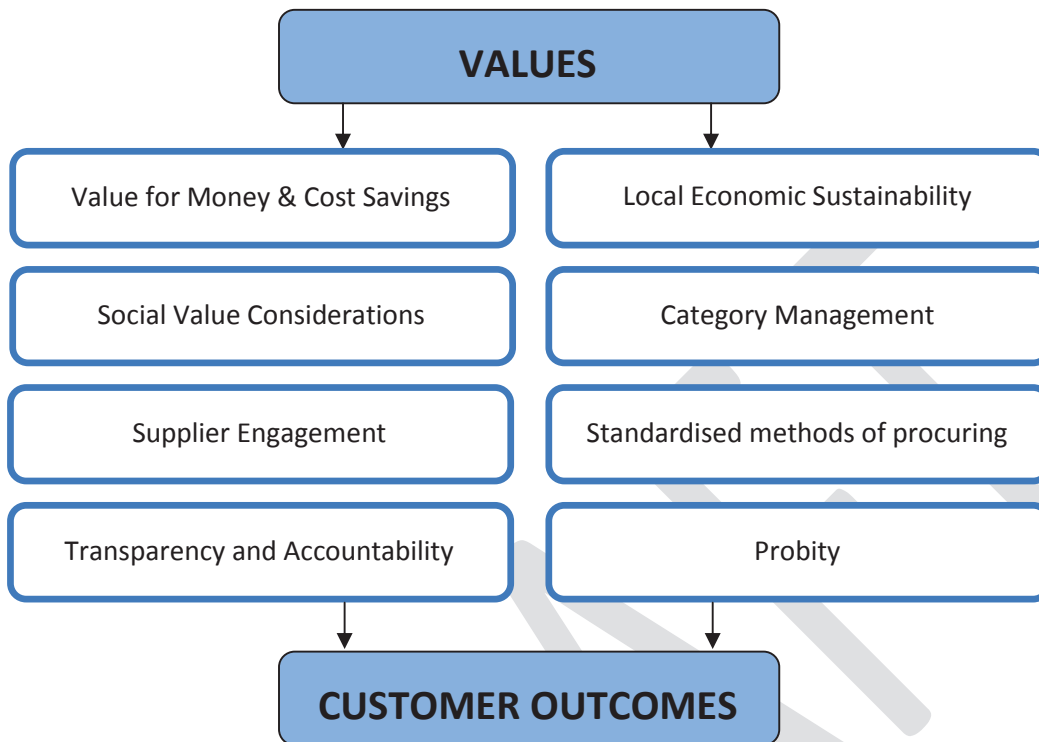 VALUES
Value for Money & Cost Savings
Local Economic Sustainability
Social Value Considerations
Category Management
Supplier Engagement
Standardised methods of procuring
Transparency and Accountability
Probity
CUSTOMER OUTCOMES